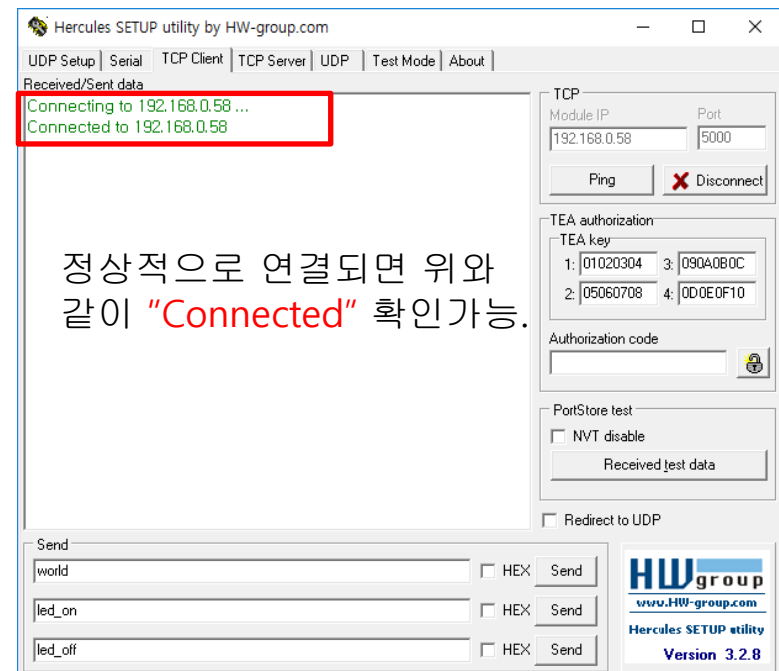 Hercules SETUP utility by HW-group.com
UDP Setup Serial TCP Client TCP Server UDP Test Mode About
Received/Sent data
Connecting to 192.168.0.58 ...
Connected to 192.168.0.58
정상적으로 연결되면 위와
같이 "Connected" 확인가능.
TCP
Module IP Port
192.168.0.58 5000
Ping Disconnect
TEA authorization
TEA key
1: 01020304 3: 090A0B0C
2: 05060708 4: 0D0E0F10
Authorization code
PortStore test
NVT disable
Received test data
Redirect to UDP
Send
world HEX Send
led_on HEX Send
led_off HEX Send
HW group
www.HW-group.com
Hercules SETUP utility
Version 3.2.8